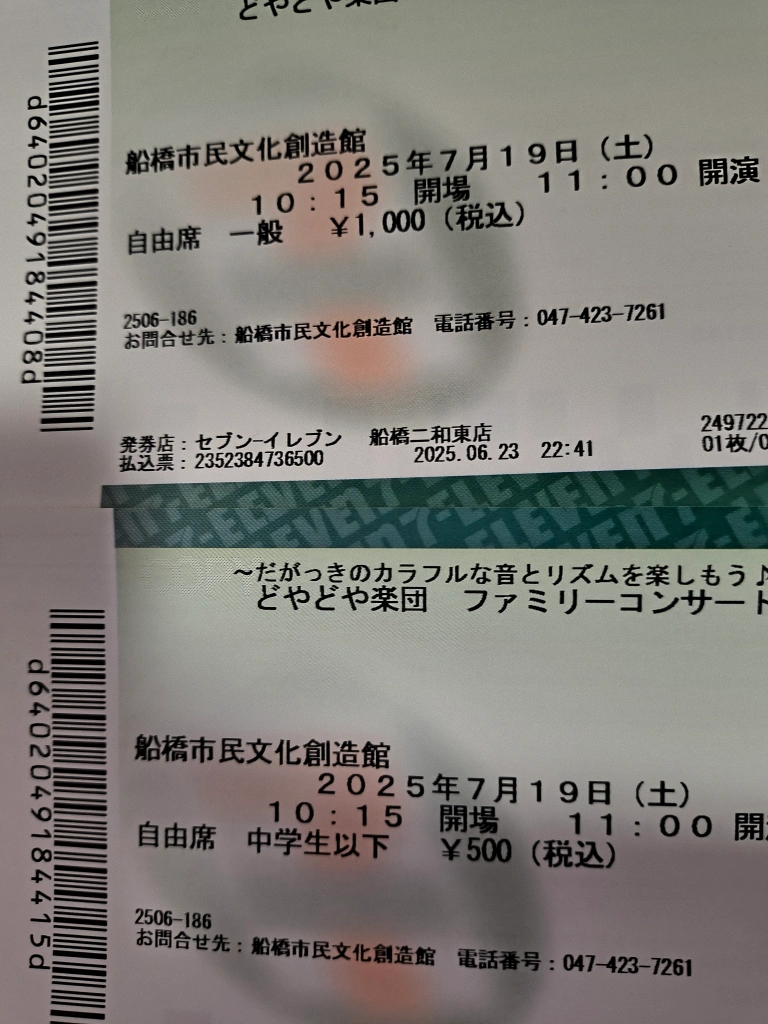 どやどや楽団
船橋市民文化創造館
2025年7月19日（土）
10：15　開場　　11：00 開演
自由席　一般　　¥1,000（税込）
2506-186
お問合せ先：船橋市民文化創造館　電話番号：047-423-7261
発券店：セブン-イレブン　船橋二和東店　249722
払込票：2352384736500　2025.06.23　22:41　01枚/0
d6402049184408d
7-ELEVEN 7-ELEVEN 7-ELEVEN
～だがっきのカラフルな音とリズムを楽しもう♪
どやどや楽団　ファミリーコンサート
船橋市民文化創造館
2025年7月19日（土）
10：15　開場　　11：00 開
自由席　中学生以下　　¥500（税込）
2506-186
お問合せ先：船橋市民文化創造館　電話番号：047-423-7261
d6402049184415d